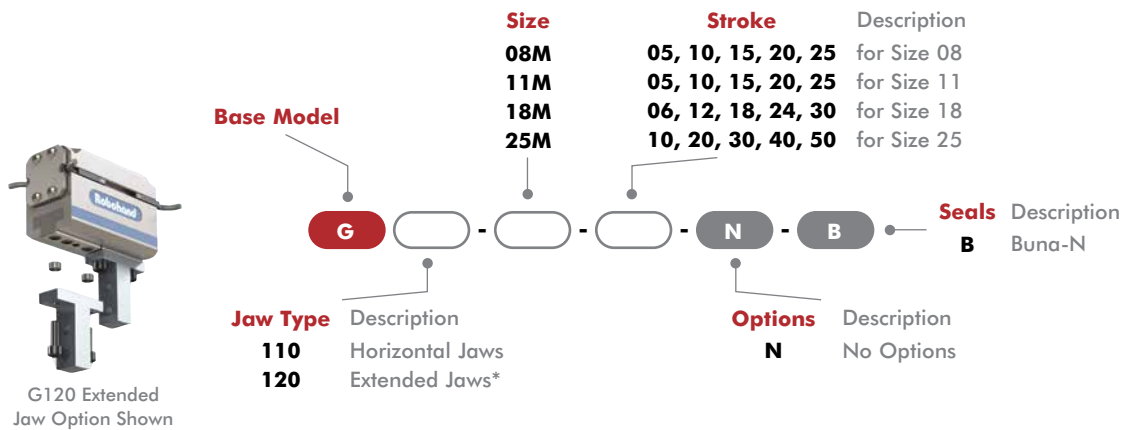 Size Stroke Description
08M 05, 10, 15, 20, 25 for Size 08
11M 05, 10, 15, 20, 25 for Size 11
18M 06, 12, 18, 24, 30 for Size 18
25M 10, 20, 30, 40, 50 for Size 25
Base Model
Robohand
G - - - N - B
Seals Description
B Buna-N
Jaw Type Description
110 Horizontal Jaws
120 Extended Jaws*
Options Description
N No Options
G120 Extended
Jaw Option Shown